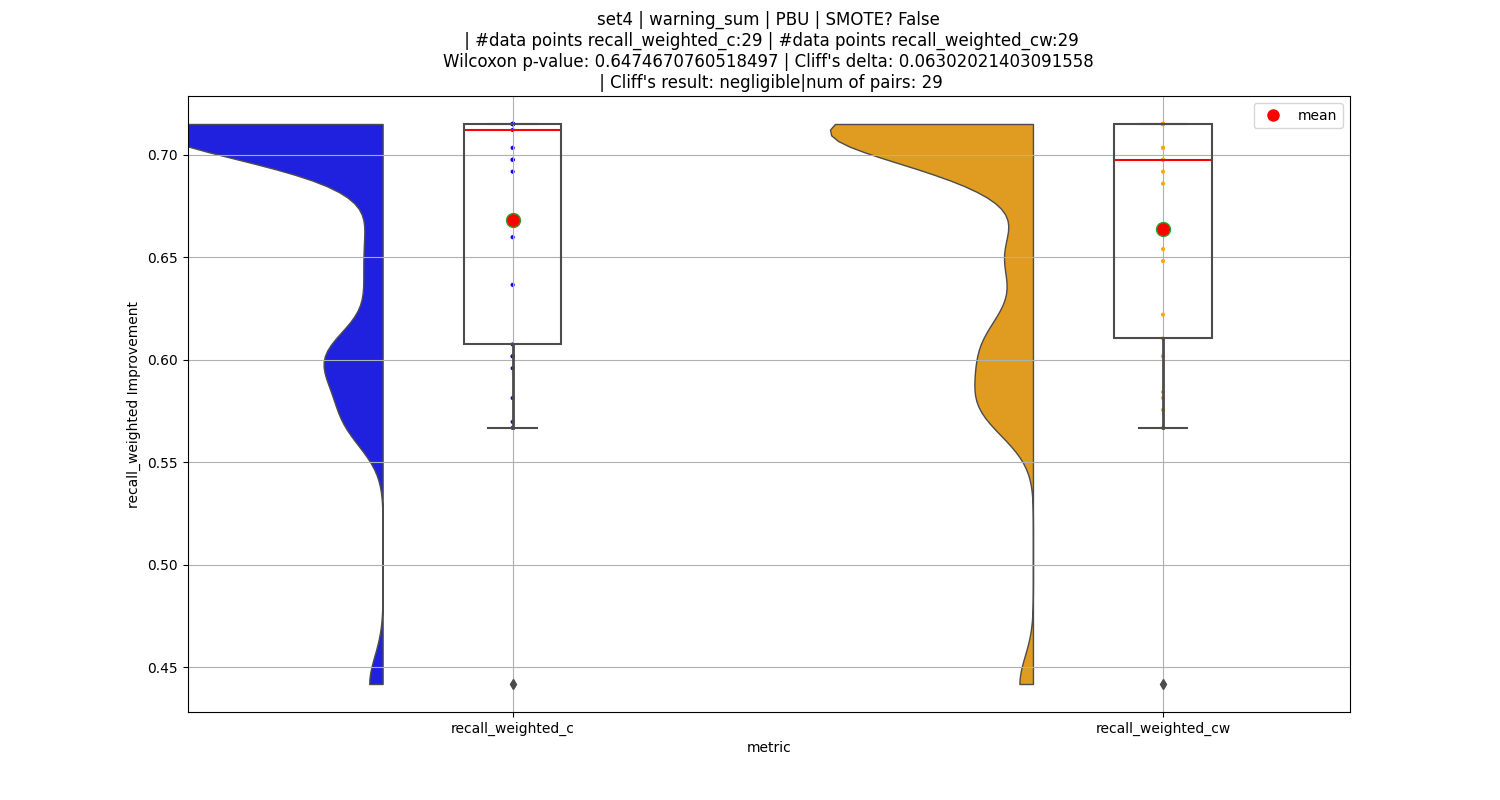 set4 | warning_sum | PBU | SMOTE? False
| #data points recall_weighted_c:29 | #data points recall_weighted_cw:29
Wilcoxon p-value: 0.6474670760518497 | Cliff's delta: 0.06302021403091558
| Cliff's result: negligible|num of pairs: 29
mean
recall_weighted Improvement
0.70
0.65
0.60
0.55
0.50
0.45
recall_weighted_c
recall_weighted_cw
metric